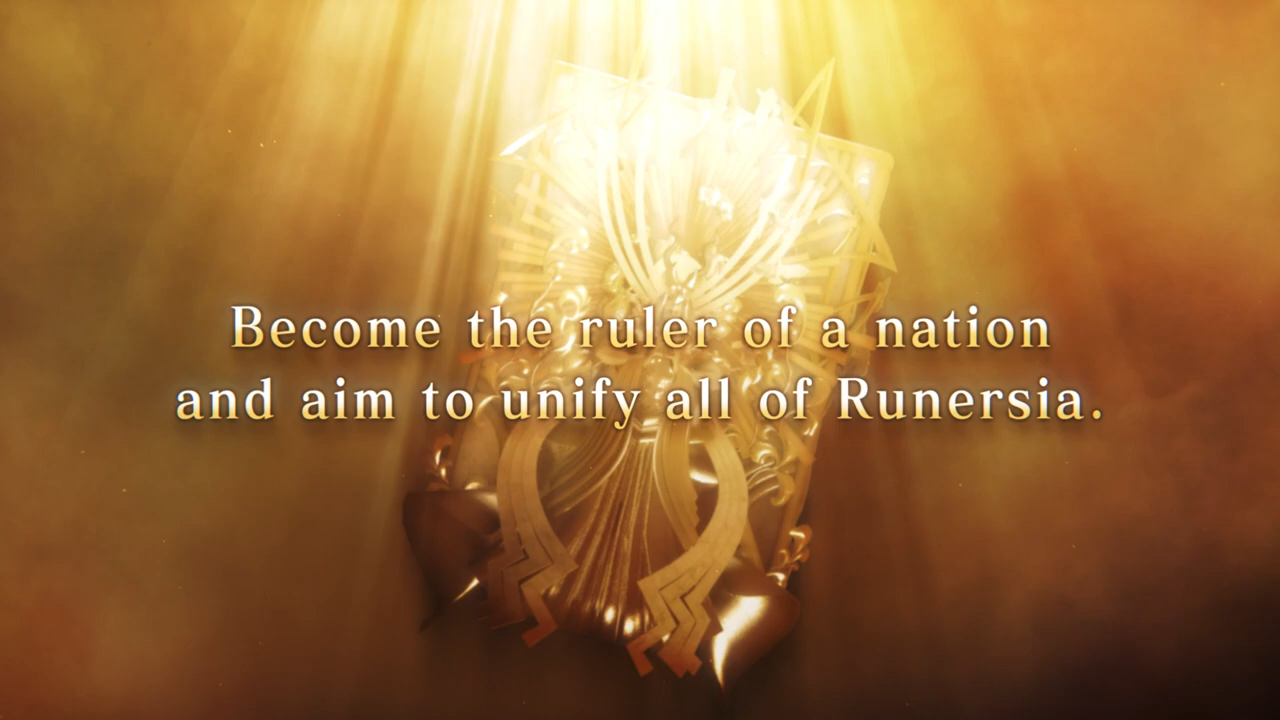 Become the ruler of a nation
and aim to unify all of Runersia.